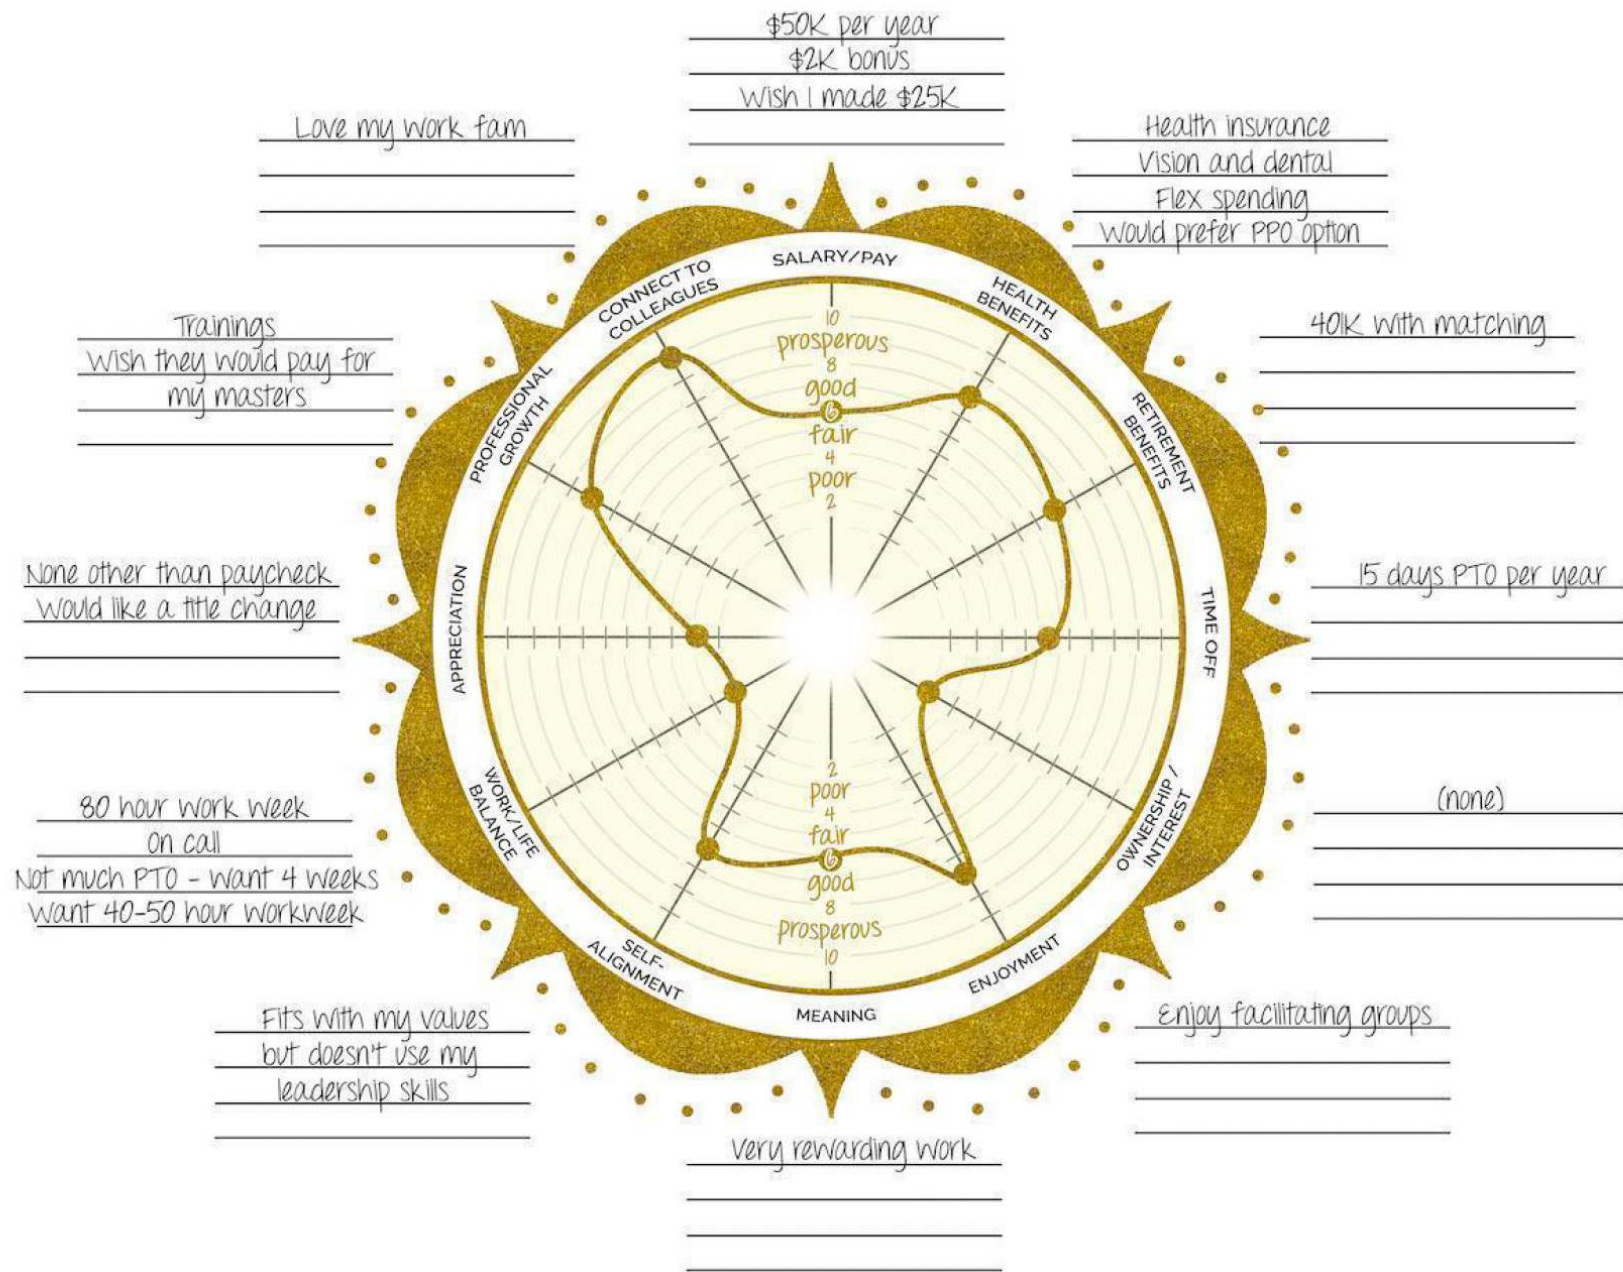 $50K per year
$2K bonus
Wish I made $25K
Health insurance
Vision and dental
Flex spending
Would prefer PPO option
401K with matching
15 days PTO per year
(none)
Enjoy facilitating groups
Very rewarding work
Fits with my values
but doesn't use my
leadership skills
80 hour work week
On call
Not much PTO - Want 4 weeks
Want 40-50 hour workweek
None other than paycheck
Would like a title change
Trainings
Wish they would pay for
my masters
Love my work fam
SALARY/PAY
HEALTH
BENEFITS
RETIREMENT
BENEFITS
TIME OFF
OWNERSHIP /
INTEREST
ENJOYMENT
MEANING
SELF-
ALIGNMENT
WORK/LIFE
BALANCE
APPRECIATION
PROFESSIONAL
GROWTH
CONNECT TO
COLLEAGUES
10
prosperous
8
good
6
fair
4
poor
2
2
poor
4
fair
6
good
8
prosperous
10